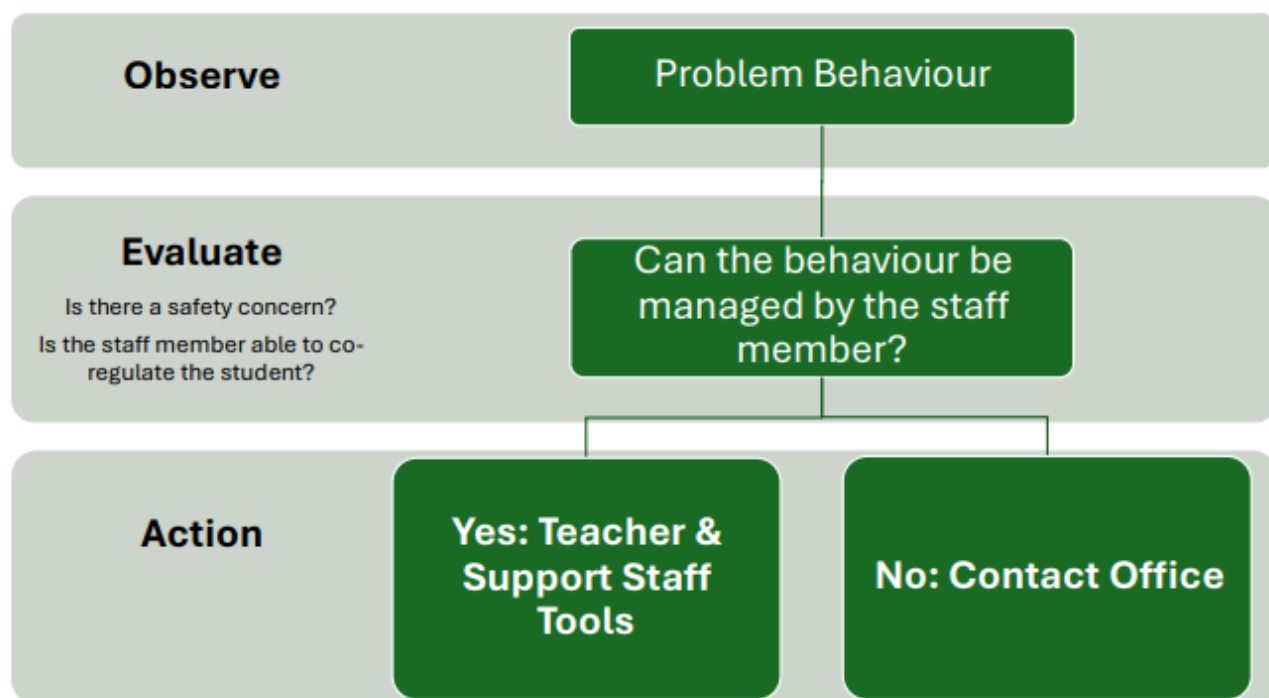 Observe
Problem Behaviour
Evaluate
Is there a safety concern?
Is the staff member able to co-
regulate the student?
Can the behaviour be
managed by the staff
member?
Action
Yes: Teacher &
Support Staff
Tools
No: Contact Office